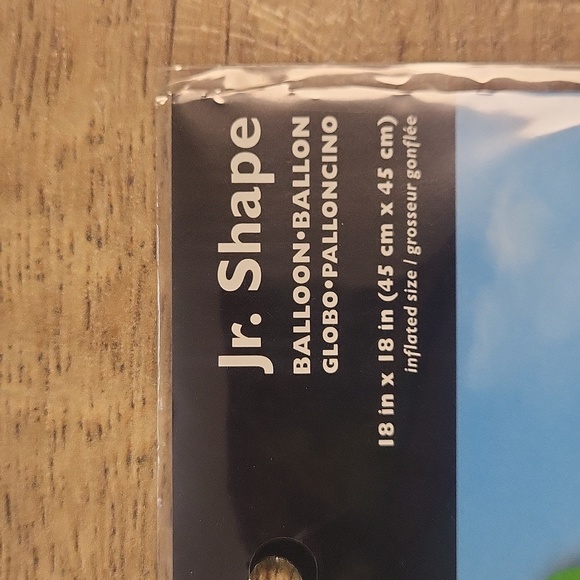 Jr. Shape
BALLOON•BALLON
GLOBO•PALLONCINO
18 in x 18 in (45 cm x 45 cm)
inflated size / grosseur gonflée